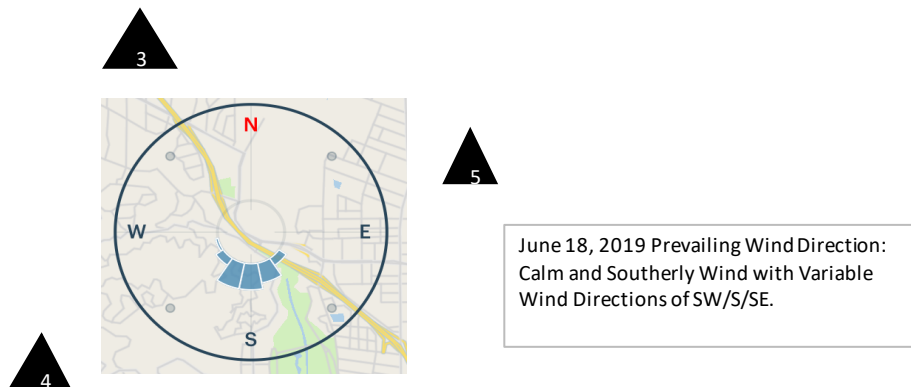 3
N
5
W
E
June 18, 2019 Prevailing Wind Direction:
Calm and Southerly Wind with Variable
Wind Directions of SW/S/SE.
S
4